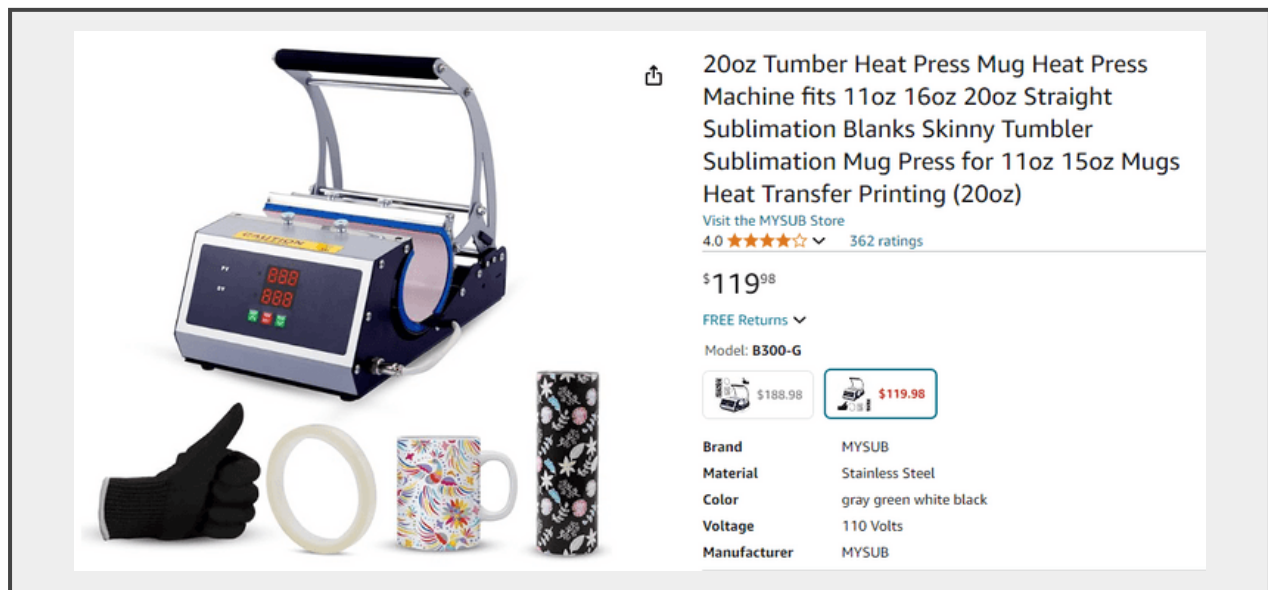 20oz Tumber Heat Press Mug Heat Press
Machine fits 11oz 16oz 20oz Straight
Sublimation Blanks Skinny Tumbler
Sublimation Mug Press for 11oz 15oz Mugs
Heat Transfer Printing (20oz)
Visit the MYSUB Store
4.0 362 ratings
$119.98
FREE Returns
Model: B300-G
$188.98 $119.98
Brand MYSUB
Material Stainless Steel
Color gray green white black
Voltage 110 Volts
Manufacturer MYSUB
CAUTION
PV
888
SV
888